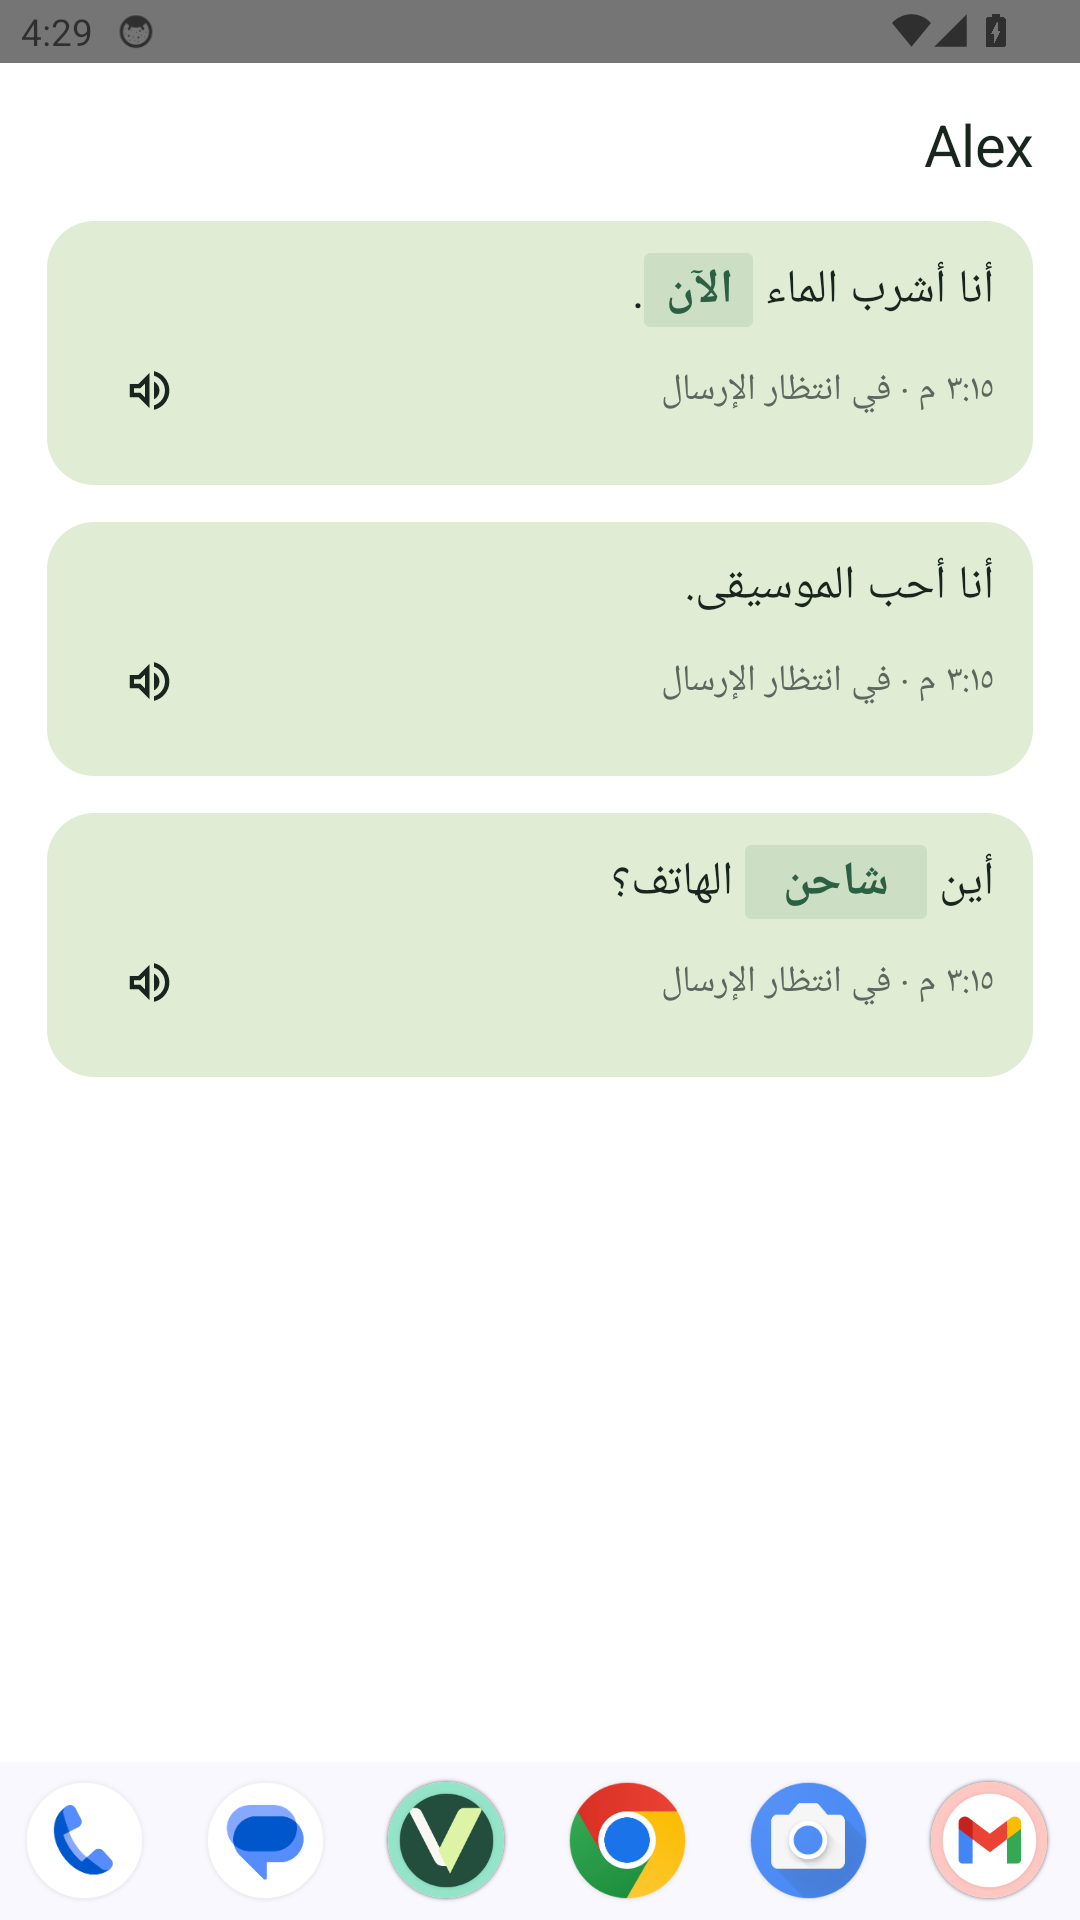 4:29
Alex
أنا أشرب الماء الآن.
٣:١٥ م · في انتظار الإرسال
أنا أحب الموسيقى.
٣:١٥ م · في انتظار الإرسال
أين شاحن الهاتف؟
٣:١٥ م · في انتظار الإرسال